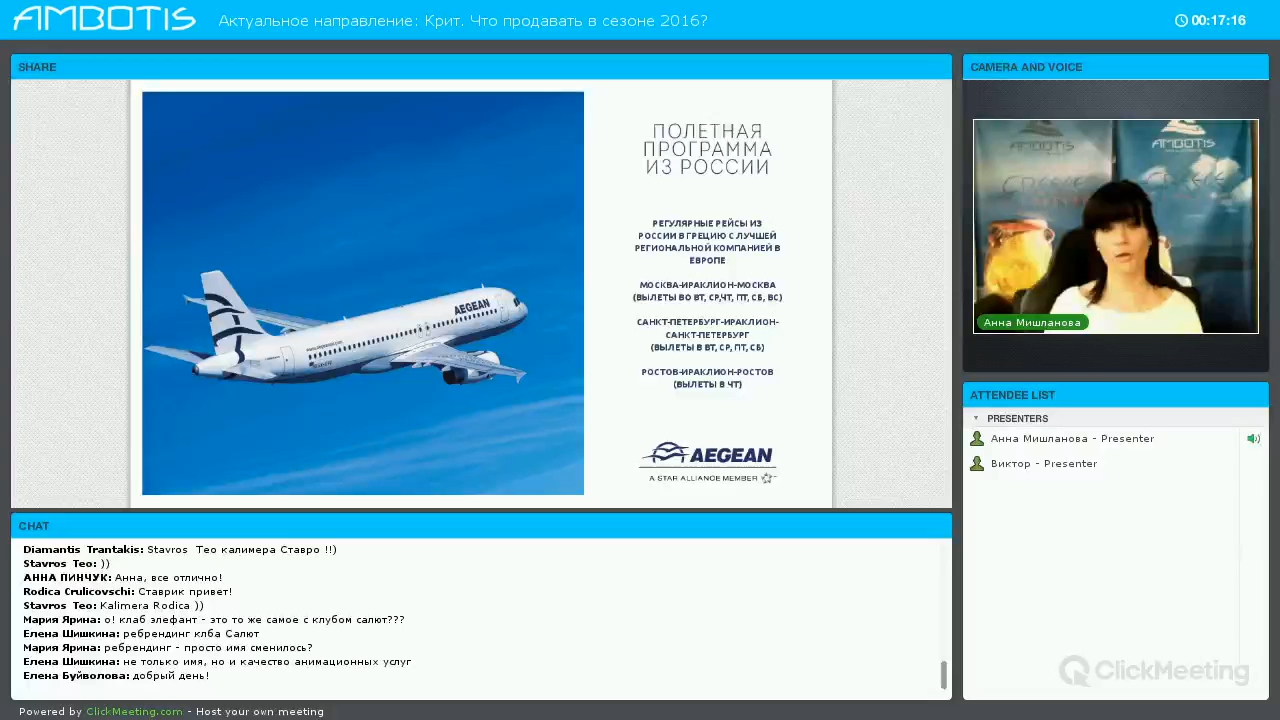 AMBOTIS
Актуальное направление: Крит. Что продавать в сезоне 2016?
00:17:16
SHARE
ПОЛЕТНАЯ
ПРОГРАММА
ИЗ РОССИИ
РЕГУЛЯРНЫЕ РЕЙСЫ ИЗ
РОССИИ В ГРЕЦИЮ С ЛУЧШЕЙ
РЕГИОНАЛЬНОЙ КОМПАНИЕЙ В
ЕВРОПЕ
МОСКВА-ИРАКЛИОН-МОСКВА
(ВЫЛЕТЫ ВО ВТ, СР,ЧТ, ПТ, СБ, ВС)
САНКТ-ПЕТЕРБУРГ-ИРАКЛИОН-
САНКТ-ПЕТЕРБУРГ
(ВЫЛЕТЫ В ВТ, СР, ПТ, СБ)
РОСТОВ-ИРАКЛИОН-РОСТОВ
(ВЫЛЕТЫ В ЧТ)
AEGEAN
A STAR ALLIANCE MEMBER
AEGEAN
CAMERA AND VOICE
AMBOTIS
AMBOTIS
Анна Мишланова
ATTENDEE LIST
PRESENTERS
Анна Мишланова - Presenter
Виктор - Presenter
ClickMeeting
CHAT
Diamantis Trantakis: Stavros Teo калимера Ставро !!)
Stavros Teo: ))
АННА ПИНЧУК: Анна, все отлично!
Rodica Crulicovschi: Ставрик привет!
Stavros Teo: Kalimera Rodica ))
Мария Ярина: о! клаб элефант - это то же самое с клубом салют???
Елена Шишкина: ребрендинг клба Салют
Мария Ярина: ребрендинг - просто имя сменилось?
Елена Шишкина: не только имя, но и качество анимационных услуг
Елена Буйволова: добрый день!
Powered by ClickMeeting.com - Host your own meeting